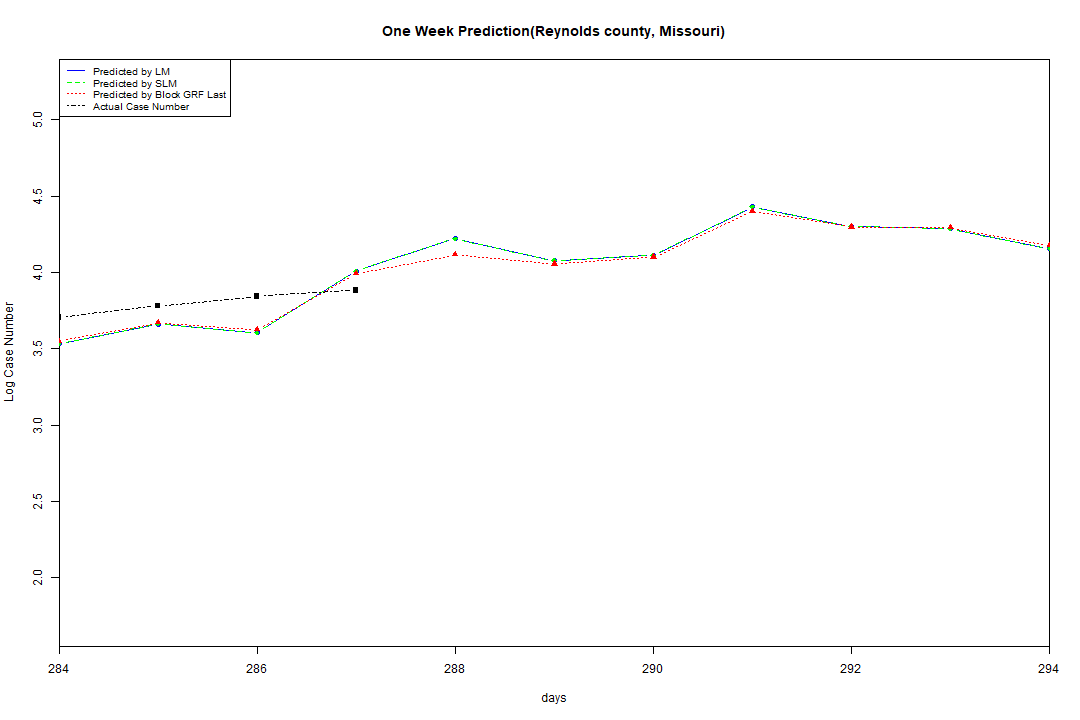 One Week Prediction(Reynolds county, Missouri)
Predicted by LM
Predicted by SLM
Predicted by Block GRF Last
Actual Case Number
5.0
4.5
4.0
3.5
3.0
2.5
2.0
Log Case Number
284 286 288 290 292 294
days